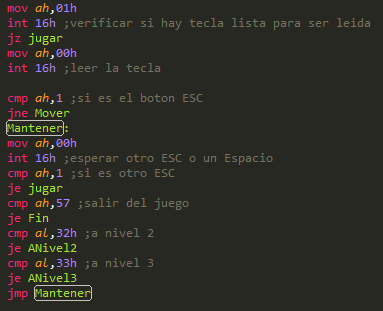 mov ah,01h
int 16h ;verificar si hay tecla lista para ser leida
jz jugar
mov ah,00h
int 16h ;leer la tecla
cmp ah,1 ;si es el boton ESC
jne Mover
Mantener:
mov ah,00h
int 16h ;esperar otro ESC o un Espacio
cmp ah,1 ;si es otro ESC
je jugar
cmp ah,57 ;salir del juego
je Fin
cmp al,32h ;a nivel 2
je ANivel2
cmp al,33h ;a nivel 3
je ANivel3
jmp Mantener